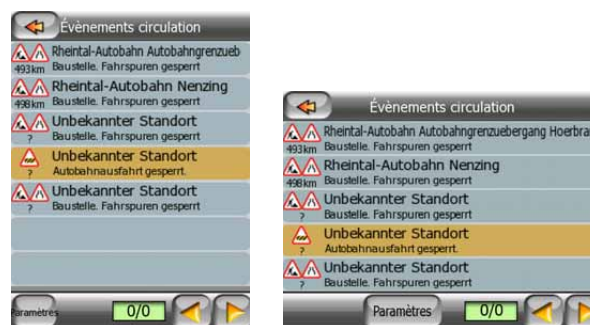 Évènements circulation
Rheintal-Autobahn Autobahngrenzueb
493km Baustelle. Fahrspuren gesperrt
Rheintal-Autobahn Nenzing
498km Baustelle. Fahrspuren gesperrt
Unbekannter Standort
? Baustelle. Fahrspuren gesperrt
Unbekannter Standort
? Autobahnausfahrt gesperrt.
Unbekannter Standort
? Baustelle. Fahrspuren gesperrt
Paramètres 0/0
Évènements circulation
Rheintal-Autobahn Autobahngrenzuebergang Hoerbra
493km Baustelle. Fahrspuren gesperrt
Rheintal-Autobahn Nenzing
498km Baustelle. Fahrspuren gesperrt
Unbekannter Standort
? Baustelle. Fahrspuren gesperrt
Unbekannter Standort
? Autobahnausfahrt gesperrt.
Unbekannter Standort
? Baustelle. Fahrspuren gesperrt
Paramètres 0/0